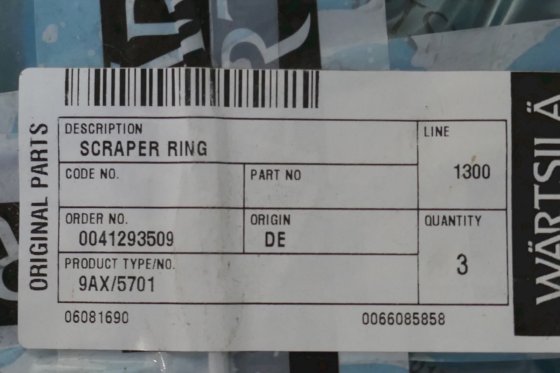 ORIGINAL PARTS
DESCRIPTION
SCRAPER RING
LINE
1300
CODE NO.
PART NO
ORDER NO.
0041293509
ORIGIN
DE
QUANTITY
3
PRODUCT TYPE/NO.
9AX/5701
06081690
0066085858
WÄRTSILÄ